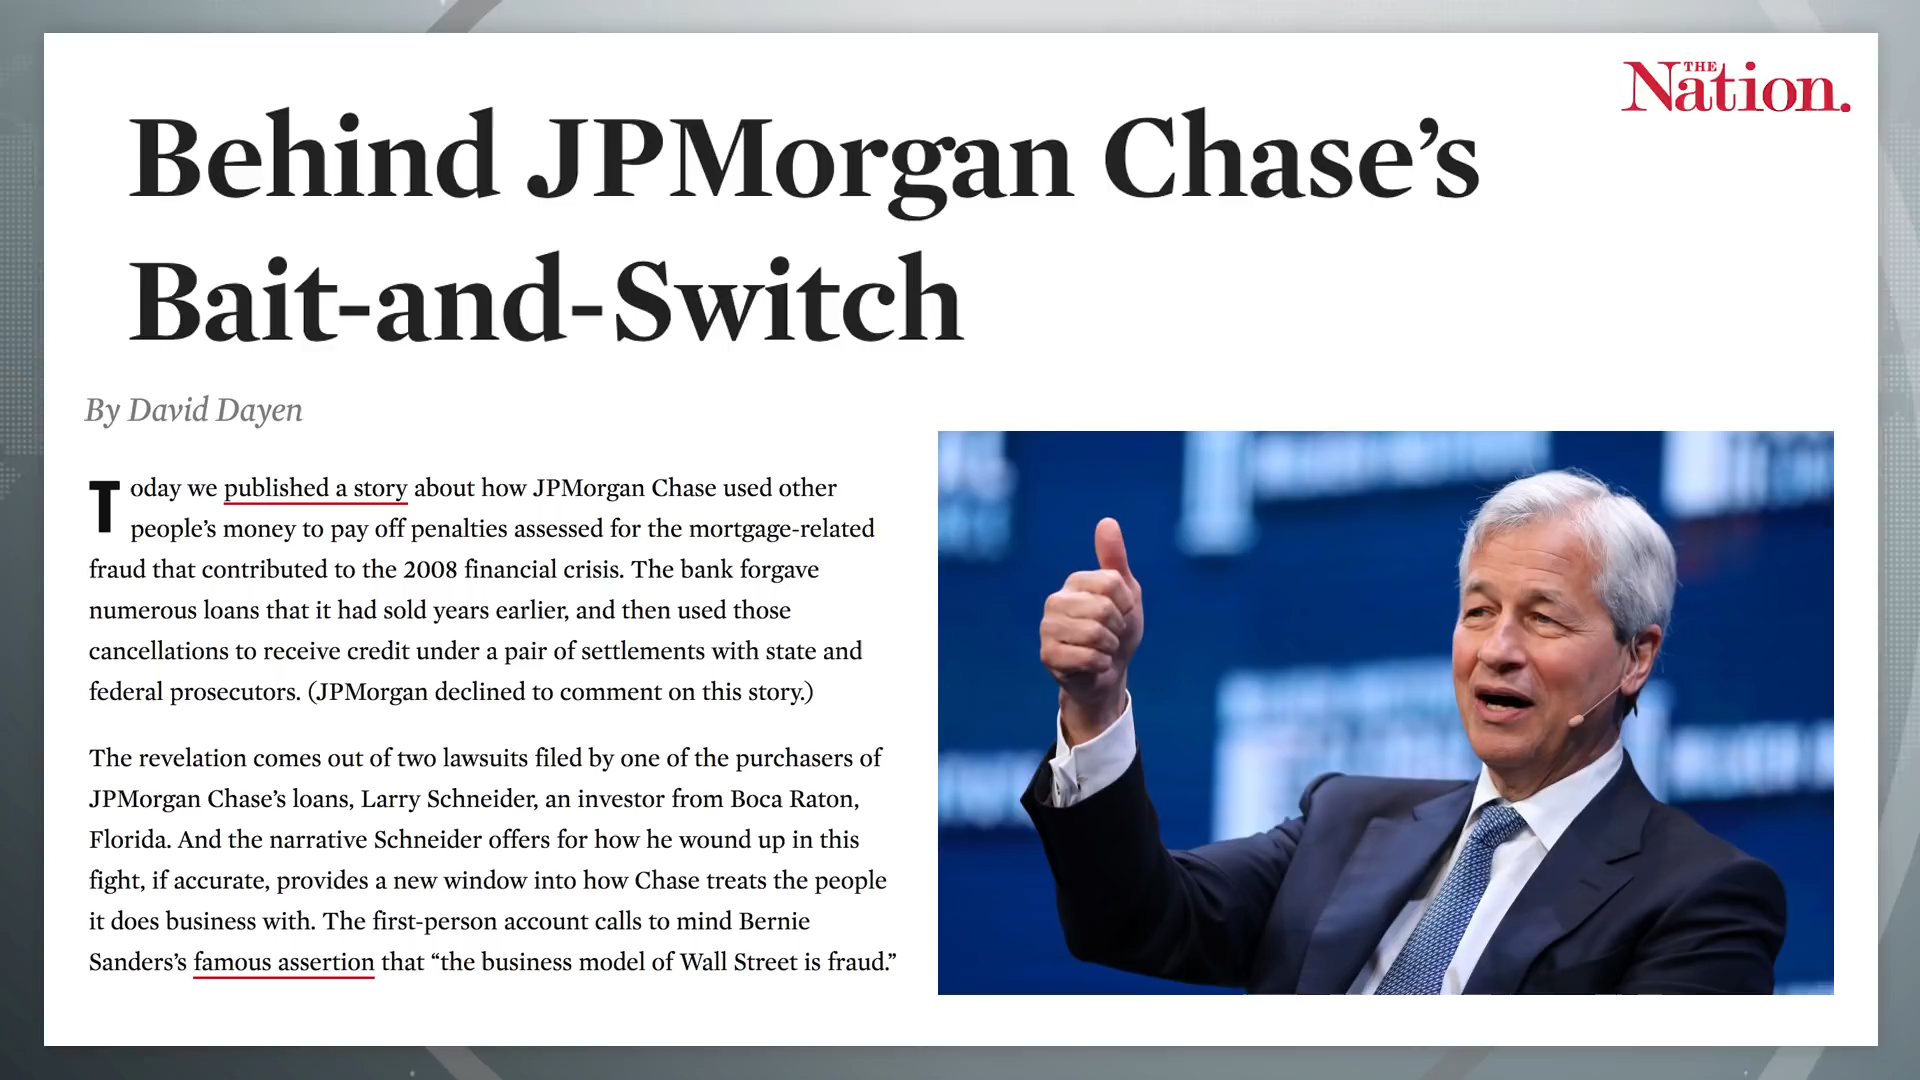 THE
Nation.
Behind JPMorgan Chase’s
Bait-and-Switch
By David Dayen
Today we published a story about how JPMorgan Chase used other
people’s money to pay off penalties assessed for the mortgage-related
fraud that contributed to the 2008 financial crisis. The bank forgave
numerous loans that it had sold years earlier, and then used those
cancellations to receive credit under a pair of settlements with state and
federal prosecutors. (JPMorgan declined to comment on this story.)
The revelation comes out of two lawsuits filed by one of the purchasers of
JPMorgan Chase’s loans, Larry Schneider, an investor from Boca Raton,
Florida. And the narrative Schneider offers for how he wound up in this
fight, if accurate, provides a new window into how Chase treats the people
it does business with. The first-person account calls to mind Bernie
Sanders’s famous assertion that “the business model of Wall Street is fraud.”